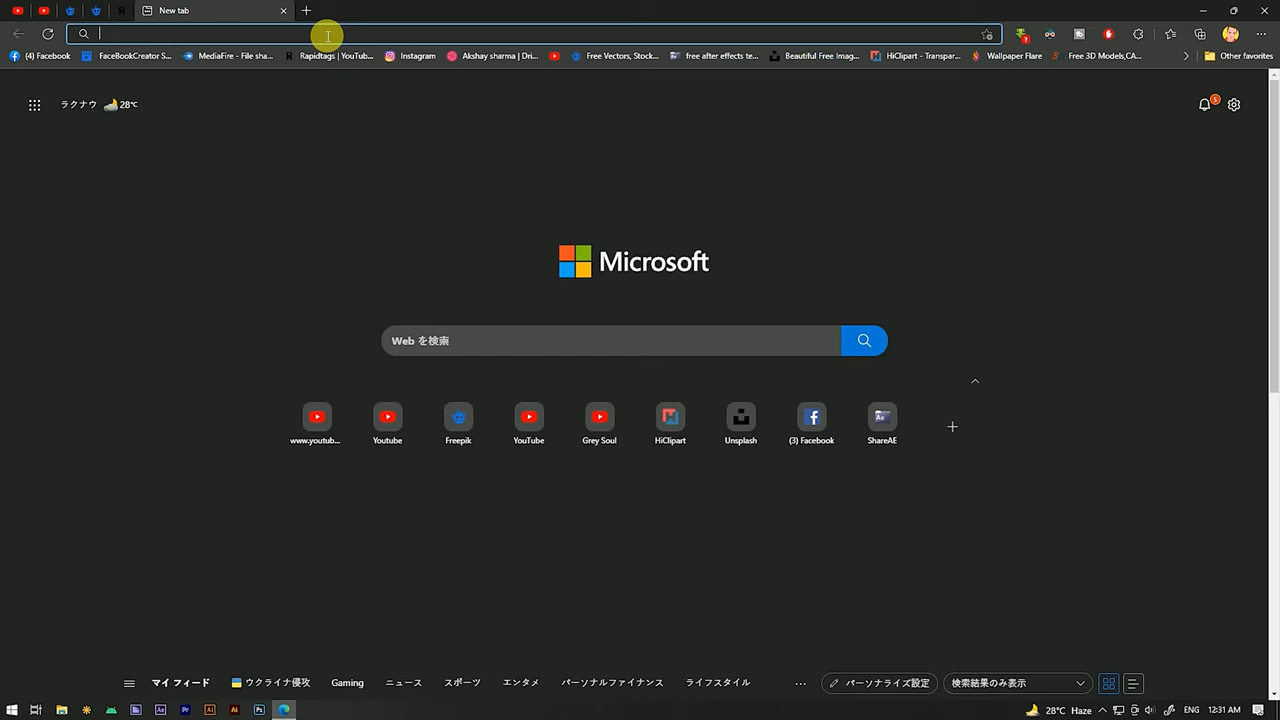 New tab
(4) Facebook
FaceBookCreator S...
MediaFire - File sha...
Rapidtags | YouTub...
Instagram
Akshay sharma | Dri...
Free Vectors, Stock...
free after effects te...
Beautiful Free Imag...
HiClipart - Transpar...
Wallpaper Flare
Free 3D Models,CA...
Other favorites
ラクナウ 28℃
5
Microsoft
Web を検索
www.youtub...
Youtube
Freepik
YouTube
Grey Soul
HiClipart
Unsplash
(3) Facebook
ShareAE
マイ フィード
ウクライナ侵攻
Gaming
ニュース
スポーツ
エンタメ
パーソナルファイナンス
ライフスタイル
...
パーソナライズ設定
検索結果のみ表示
28°C Haze
ENG
12:31 AM